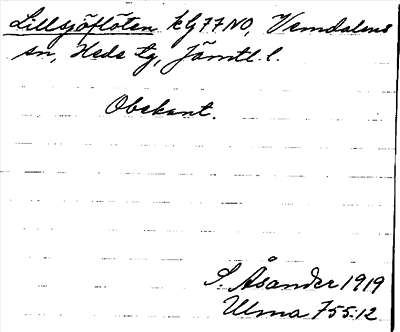 Lillsjöflöten kg 77 NO, Vemdalens
sn, Hede tg, Jämtl. l.
Obekant.
S. Åsander 1919
Ulma 755:12